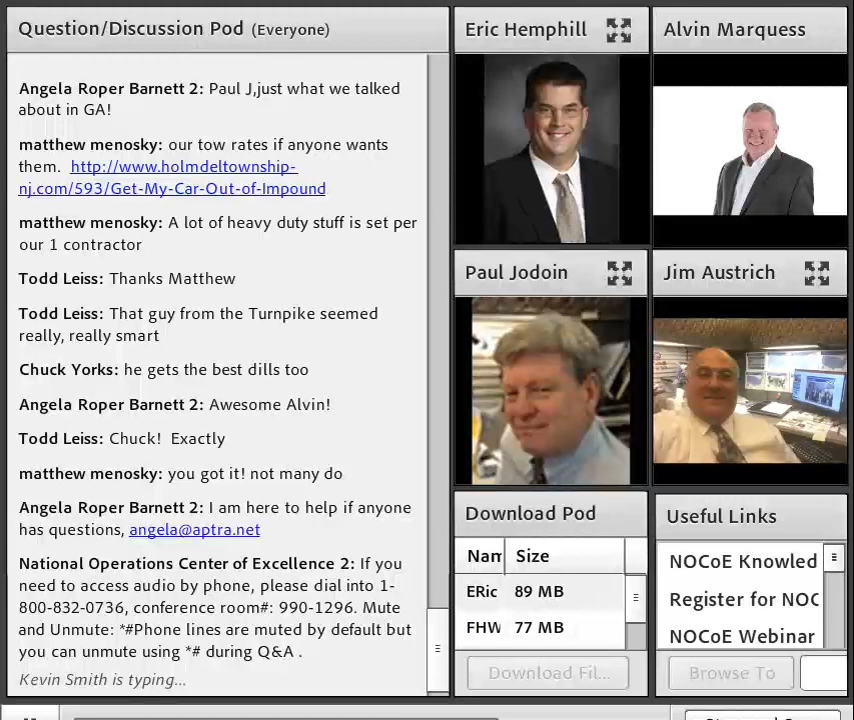 Question/Discussion Pod (Everyone)
Angela Roper Barnett 2: Paul J,just what we talked
about in GA!
matthew menosky: our tow rates if anyone wants
them. http://www.holmdeltownship-
nj.com/593/Get-My-Car-Out-of-Impound
matthew menosky: A lot of heavy duty stuff is set per
our 1 contractor
Todd Leiss: Thanks Matthew
Todd Leiss: That guy from the Turnpike seemed
really, really smart
Chuck Yorks: he gets the best dills too
Angela Roper Barnett 2: Awesome Alvin!
Todd Leiss: Chuck! Exactly
matthew menosky: you got it! not many do
Angela Roper Barnett 2: I am here to help if anyone
has questions, angela@aptra.net
National Operations Center of Excellence 2: If you
need to access audio by phone, please dial into 1-
800-832-0736, conference room#: 990-1296. Mute
and Unmute: *#Phone lines are muted by default but
you can unmute using *# during Q&A .
Kevin Smith is typing...
Eric Hemphill
Alvin Marquess
Paul Jodoin
Jim Austrich
Download Pod
Nam Size
ERic 89 MB
FHW 77 MB
Download Fil...
Useful Links
NOCoE Knowled
Register for NOC
NOCoE Webinar
Browse To